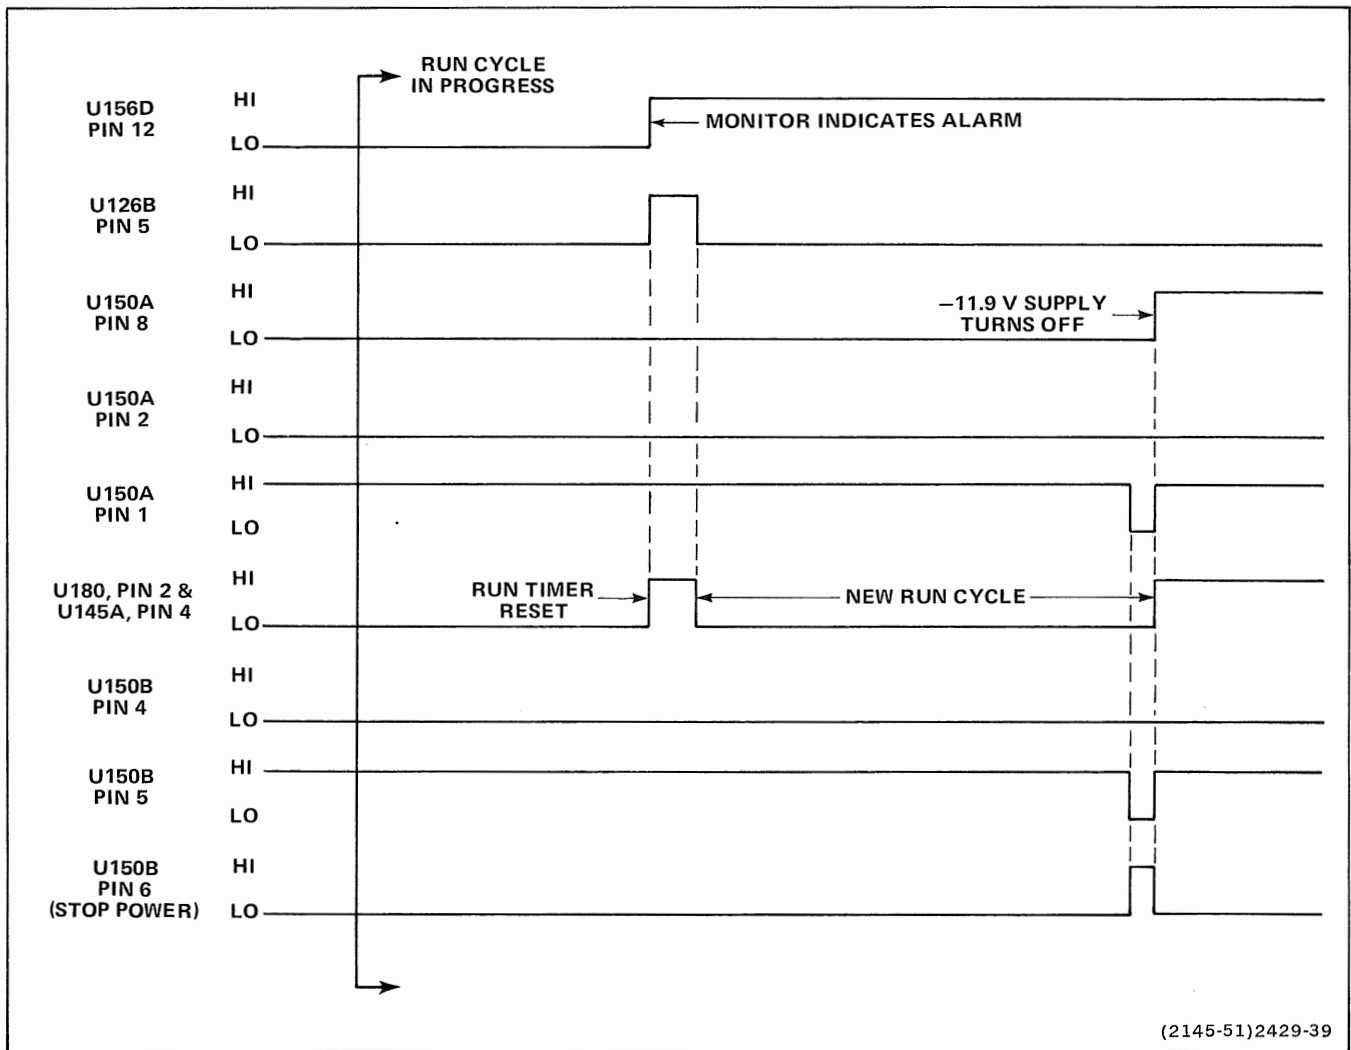 RUN CYCLE
IN PROGRESS
U156D
PIN 12
HI
LO
MONITOR INDICATES ALARM
U126B
PIN 5
HI
LO
U150A
PIN 8
HI
LO
−11.9 V SUPPLY
TURNS OFF
U150A
PIN 2
HI
LO
U150A
PIN 1
HI
LO
U180, PIN 2 &
U145A, PIN 4
HI
LO
RUN TIMER
RESET
NEW RUN CYCLE
U150B
PIN 4
HI
LO
U150B
PIN 5
HI
LO
U150B
PIN 6
(STOP POWER)
HI
LO
(2145-51)2429-39